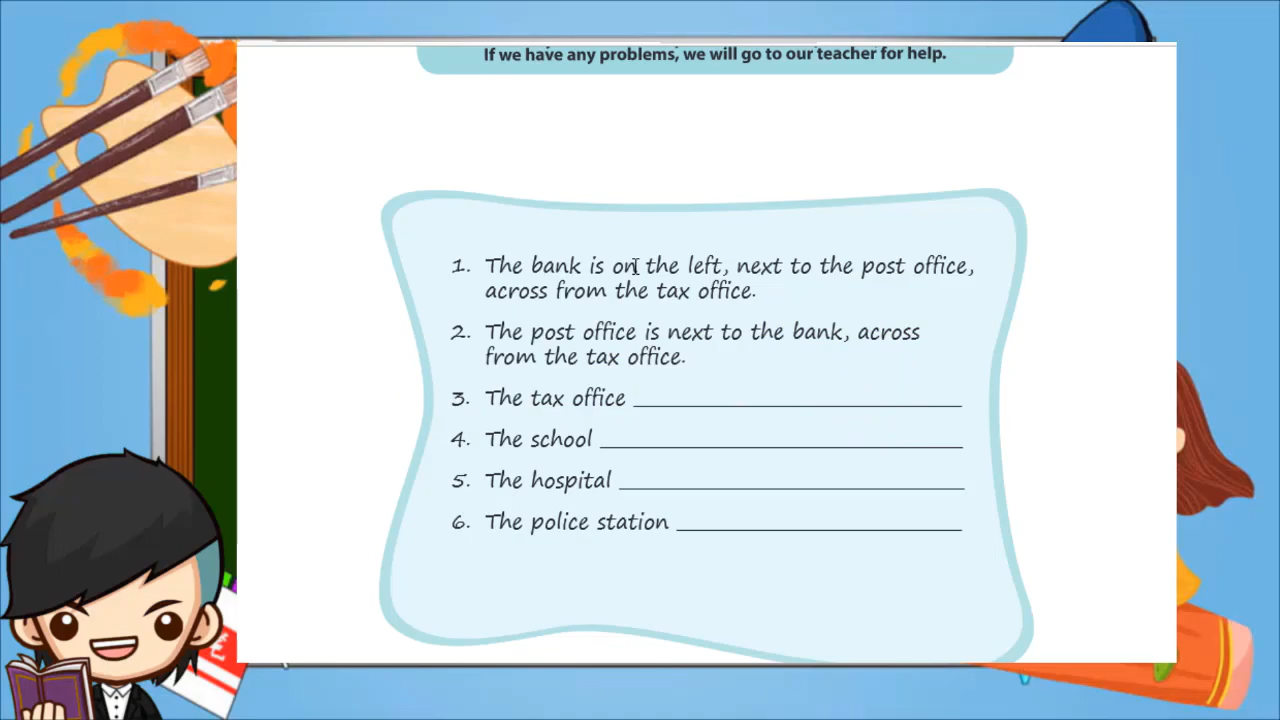 If we have any problems, we will go to our teacher for help.
1. The bank is on the left, next to the post office,
across from the tax office.
2. The post office is next to the bank, across
from the tax office.
3. The tax office
4. The school
5. The hospital
6. The police station